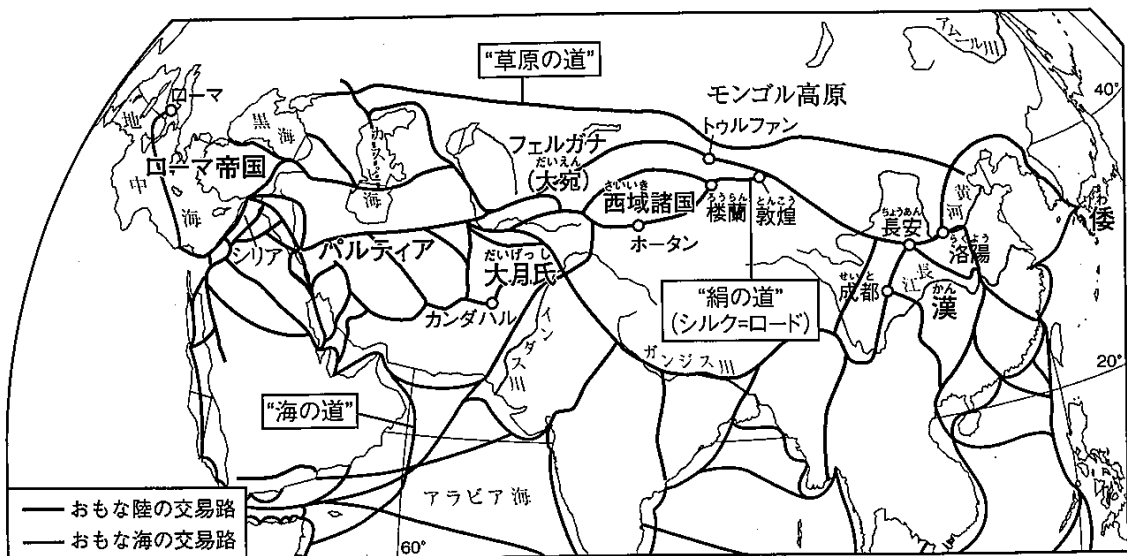 アムール川
"草原の道"
40°
ローマ
モンゴル高原
地中海
黒海
カスピ海
トゥルファン
フェルガナ
だいえん
(大宛)
ローマ帝国
さいいき
西域諸国
ろうらん
楼蘭
とんこう
敦煌
ちょうあん
長安
黄河
わ
倭
らくよう
洛陽
ホータン
シリア
パルティア
だいげっし
大月氏
カンダハル
せいと
成都
長江
かん
漢
"絹の道"
(シルク=ロード)
インダス川
ガンジス川
20°
"海の道"
アラビア海
おもな陸の交易路
おもな海の交易路
60°